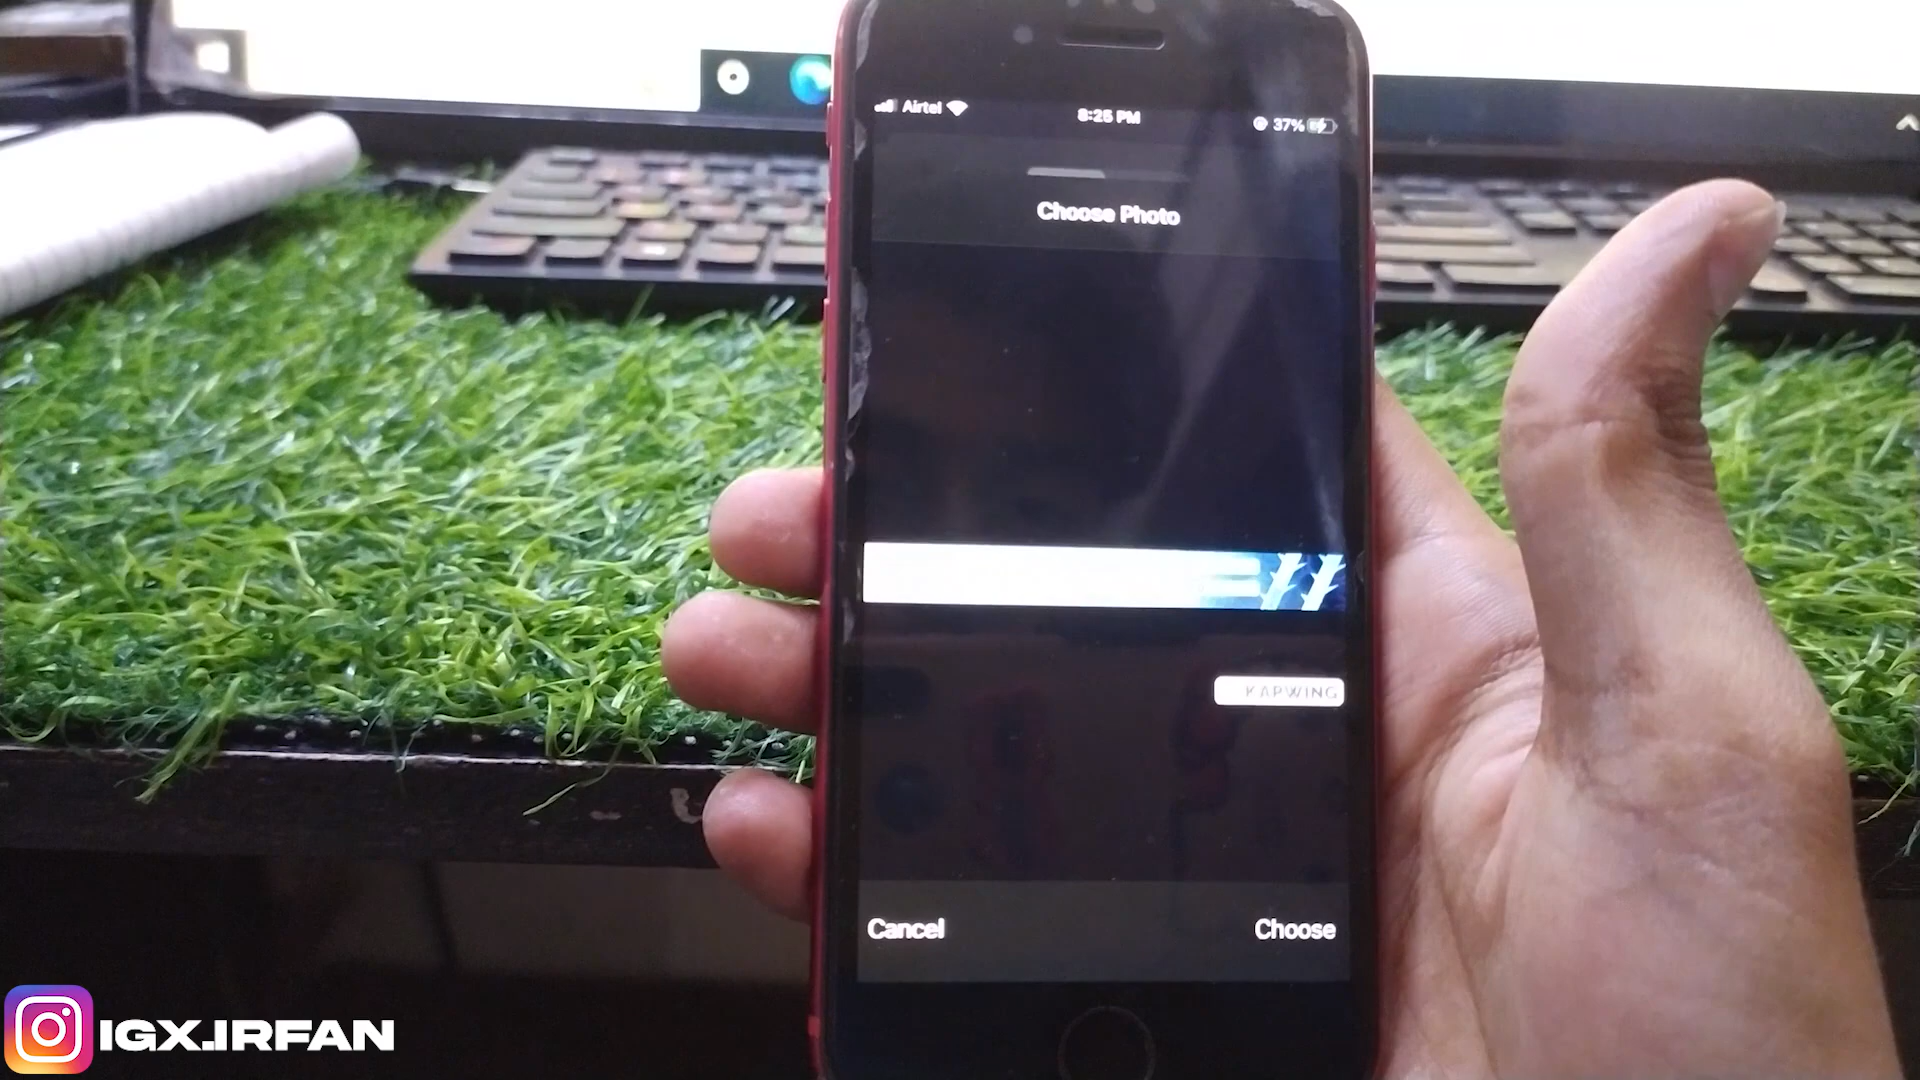 Airtel
8:25 PM
37%
Choose Photo
KAPWING
Cancel
Choose
IGX.IRFAN